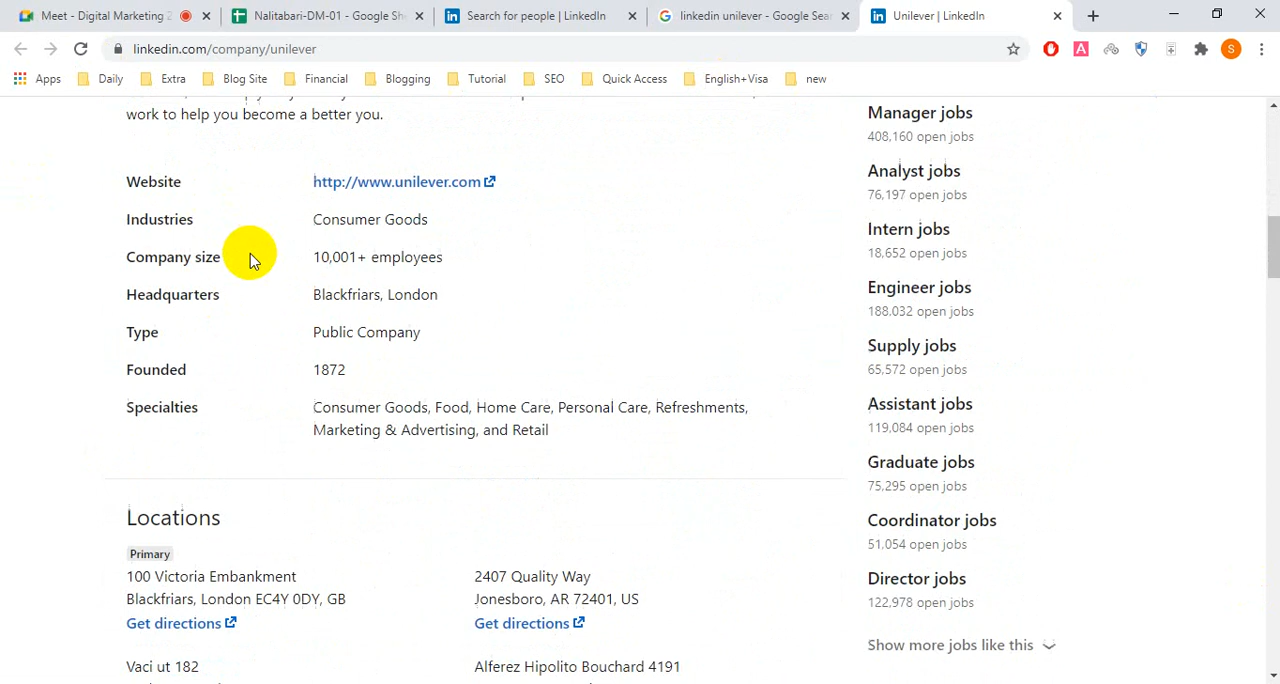 Meet - Digital Marketing 2
Nalitabari-DM-01 - Google She
Search for people | LinkedIn
linkedin unilever - Google Sear
Unilever | LinkedIn
linkedin.com/company/unilever
S
Apps Daily Extra Blog Site Financial Blogging Tutorial SEO Quick Access English+Visa new
work to help you become a better you.
Website http://www.unilever.com
Industries Consumer Goods
Company size 10,001+ employees
Headquarters Blackfriars, London
Type Public Company
Founded 1872
Specialties Consumer Goods, Food, Home Care, Personal Care, Refreshments,
Marketing & Advertising, and Retail
Locations
Primary
100 Victoria Embankment
Blackfriars, London EC4Y 0DY, GB
Get directions
2407 Quality Way
Jonesboro, AR 72401, US
Get directions
Vaci ut 182
Alferez Hipolito Bouchard 4191
Manager jobs
408,160 open jobs
Analyst jobs
76,197 open jobs
Intern jobs
18,652 open jobs
Engineer jobs
188,032 open jobs
Supply jobs
65,572 open jobs
Assistant jobs
119,084 open jobs
Graduate jobs
75,295 open jobs
Coordinator jobs
51,054 open jobs
Director jobs
122,978 open jobs
Show more jobs like this